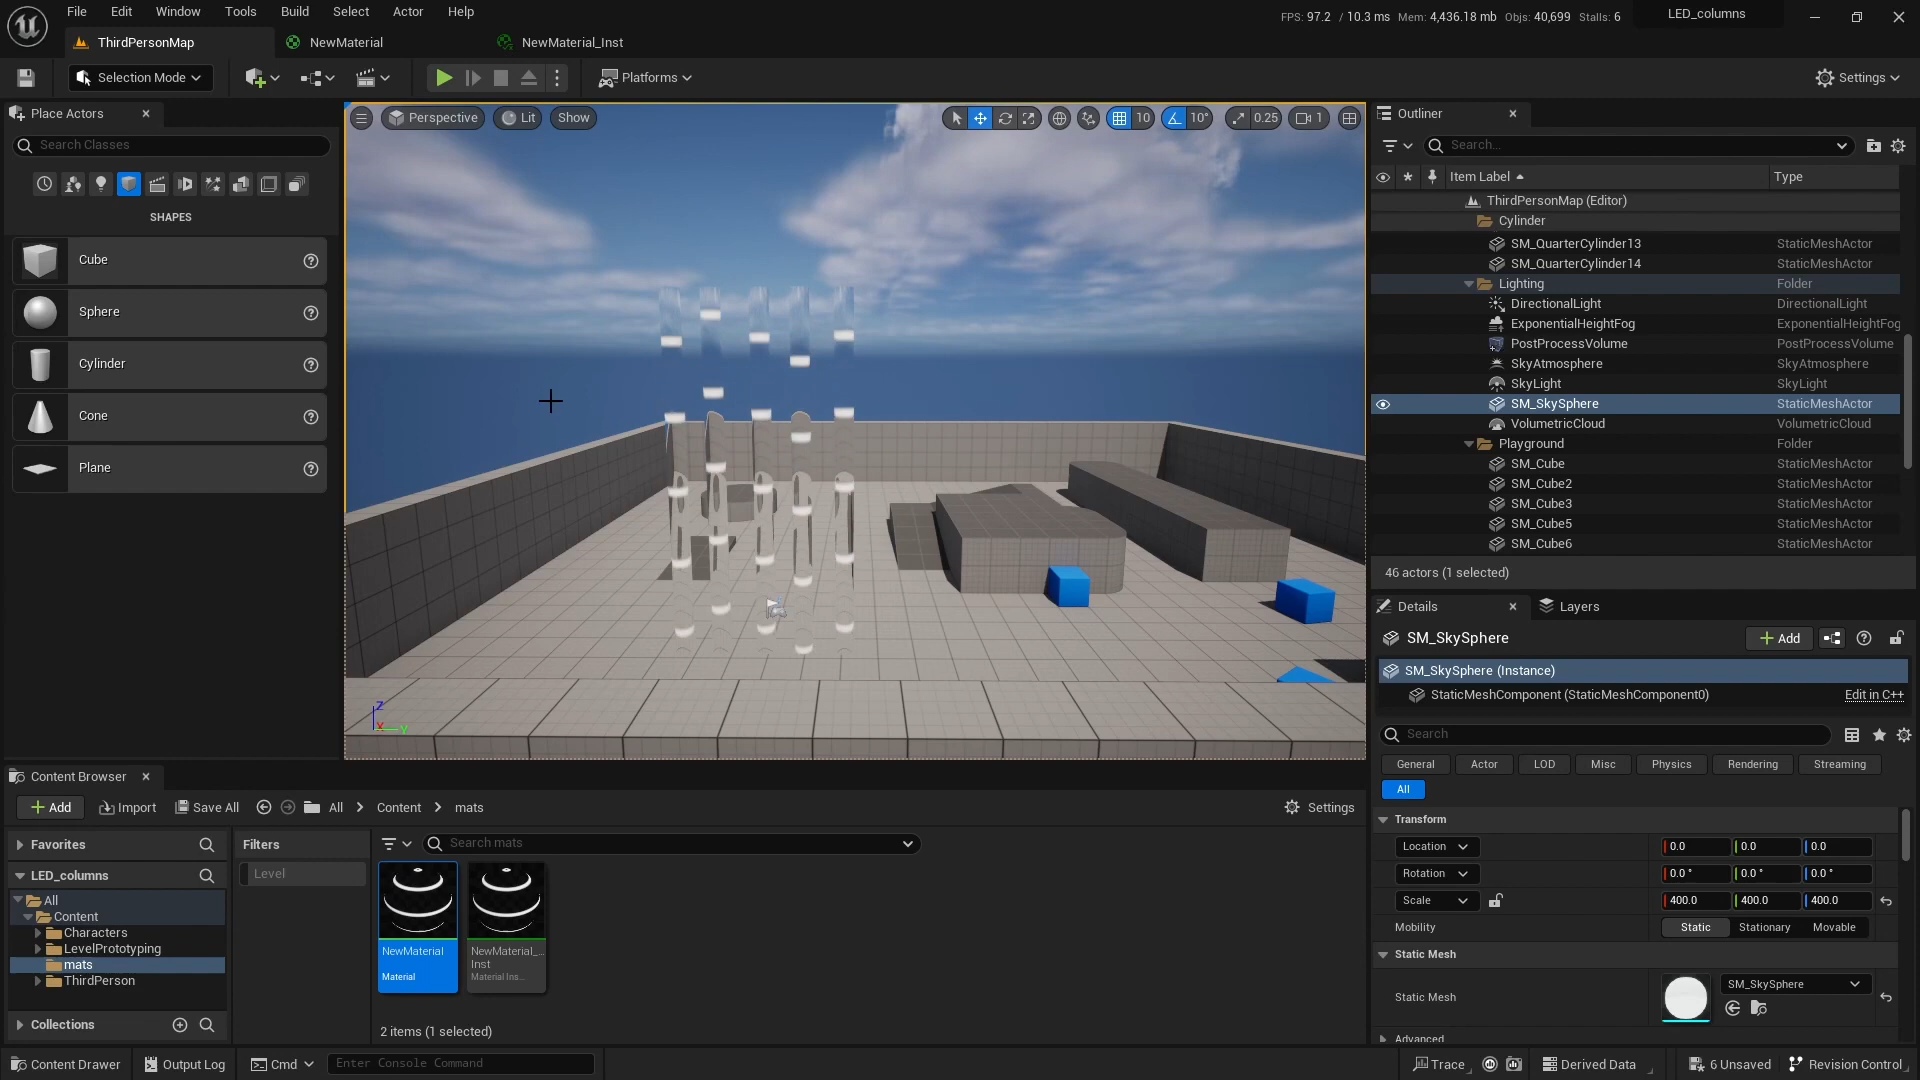 File Edit Window Tools Build Select Actor Help
FPS: 97.2 / 10.3 ms Mem: 4,436.18 mb Objs: 40,699 Stalls: 6
LED_columns
ThirdPersonMap
NewMaterial
NewMaterial_Inst
Selection Mode
Platforms
Settings
Place Actors
Search Classes
SHAPES
Cube
Sphere
Cylinder
Cone
Plane
Perspective
Lit
Show
10
10°
0.25
1
Z
X
Y
Outliner
Search...
Item Label
Type
ThirdPersonMap (Editor)
Cylinder
SM_QuarterCylinder13 StaticMeshActor
SM_QuarterCylinder14 StaticMeshActor
Lighting Folder
DirectionalLight DirectionalLight
ExponentialHeightFog ExponentialHeightFog
PostProcessVolume PostProcessVolume
SkyAtmosphere SkyAtmosphere
SkyLight SkyLight
SM_SkySphere StaticMeshActor
VolumetricCloud VolumetricCloud
Playground Folder
SM_Cube StaticMeshActor
SM_Cube2 StaticMeshActor
SM_Cube3 StaticMeshActor
SM_Cube5 StaticMeshActor
SM_Cube6 StaticMeshActor
46 actors (1 selected)
Details
Layers
SM_SkySphere
Add
SM_SkySphere (Instance)
StaticMeshComponent (StaticMeshComponent0)
Edit in C++
Search
General Actor LOD Misc Physics Rendering Streaming
All
Transform
Location 0.0 0.0 0.0
Rotation 0.0 ° 0.0 ° 0.0 °
Scale 400.0 400.0 400.0
Mobility Static Stationary Movable
Static Mesh
Static Mesh
SM_SkySphere
Advanced
Content Browser
Add Import Save All All Content mats
Settings
Favorites
LED_columns
All
Content
Characters
LevelPrototyping
mats
ThirdPerson
Collections
Filters
Level
Search mats
NewMaterial
Material
NewMaterial_...
Inst
Material Ins...
2 items (1 selected)
Content Drawer Output Log Cmd Enter Console Command
Trace Derived Data 6 Unsaved Revision Control